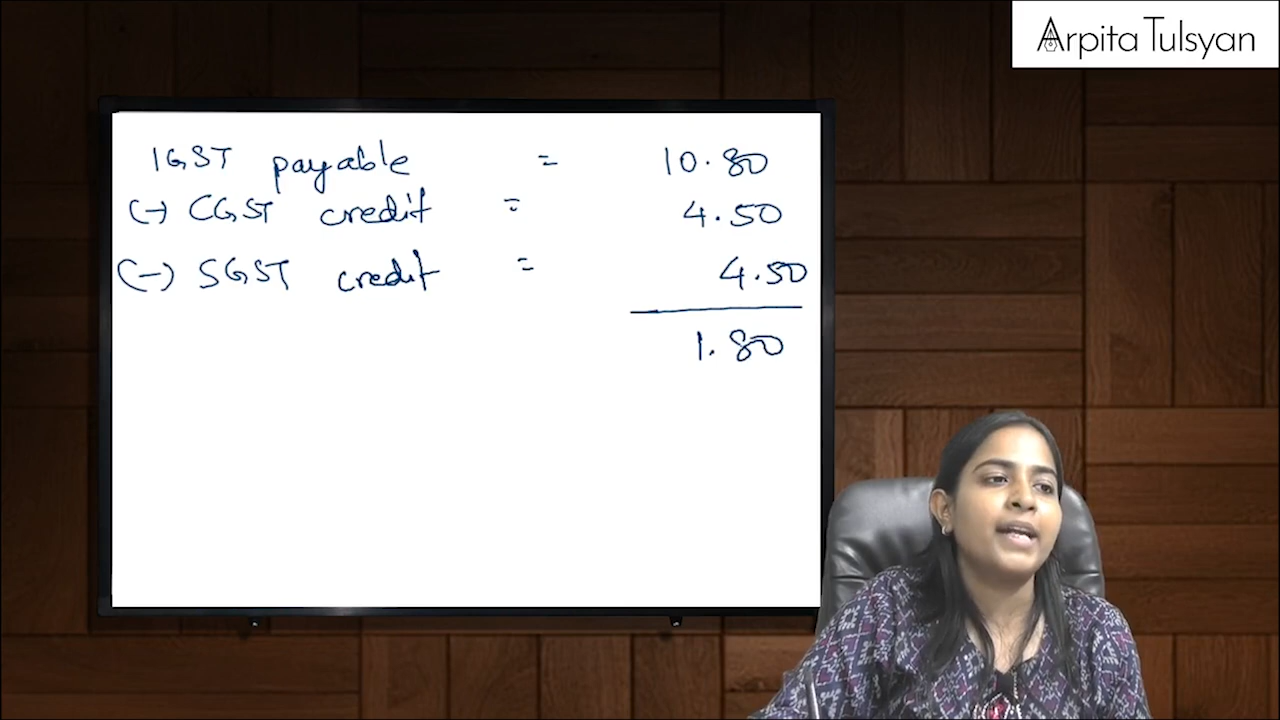 Arpita Tulsyan
IGST payable = 10.80
(-) CGST credit = 4.50
(-) SGST credit = 4.50
1.80